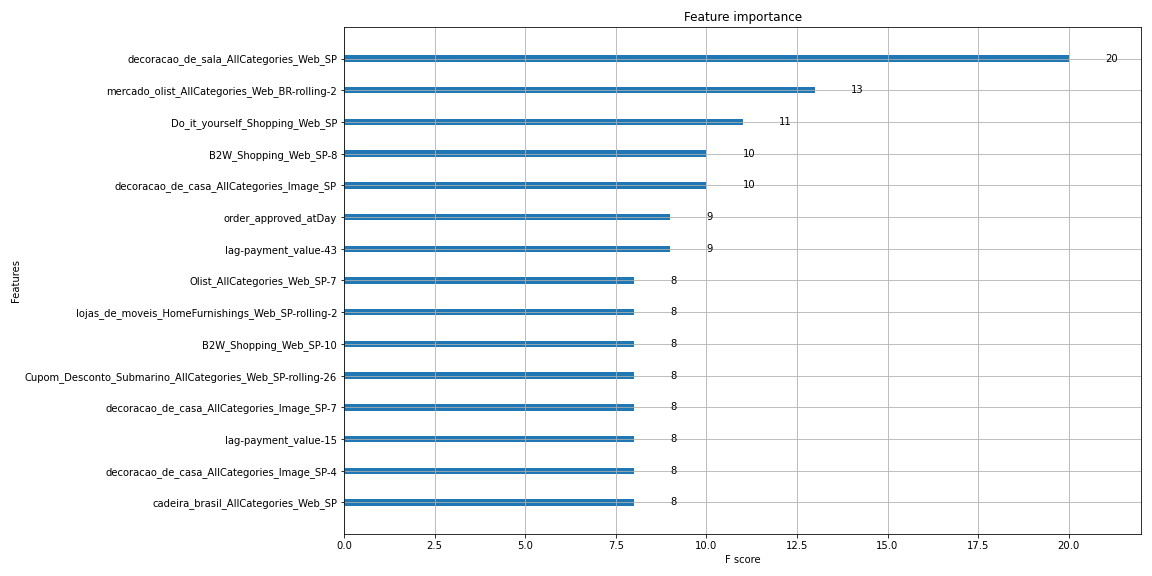 Feature importance
Features
decoracao_de_sala_AllCategories_Web_SP 20
mercado_olist_AllCategories_Web_BR-rolling-2 13
Do_it_yourself_Shopping_Web_SP 11
B2W_Shopping_Web_SP-8 10
decoracao_de_casa_AllCategories_Image_SP 10
order_approved_atDay 9
lag-payment_value-43 9
Olist_AllCategories_Web_SP-7 8
lojas_de_moveis_HomeFurnishings_Web_SP-rolling-2 8
B2W_Shopping_Web_SP-10 8
Cupom_Desconto_Submarino_AllCategories_Web_SP-rolling-26 8
decoracao_de_casa_AllCategories_Image_SP-7 8
lag-payment_value-15 8
decoracao_de_casa_AllCategories_Image_SP-4 8
cadeira_brasil_AllCategories_Web_SP 8
0.0 2.5 5.0 7.5 10.0 12.5 15.0 17.5 20.0
F score